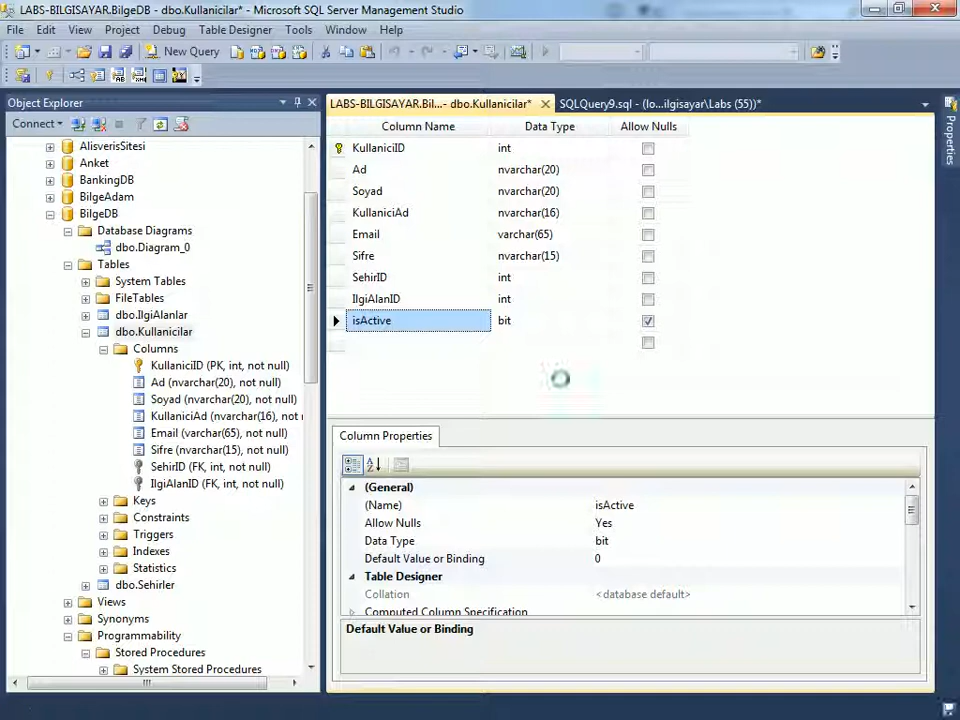 LABS-BILGISAYAR.BilgeDB - dbo.Kullanicilar* - Microsoft SQL Server Management Studio
File Edit View Project Debug Table Designer Tools Window Help
New Query
Object Explorer
Connect
AlisverisSitesi
Anket
BankingDB
BilgeAdam
BilgeDB
Database Diagrams
dbo.Diagram_0
Tables
System Tables
FileTables
dbo.IlgiAlanlar
dbo.Kullanicilar
Columns
KullaniciID (PK, int, not null)
Ad (nvarchar(20), not null)
Soyad (nvarchar(20), not null)
KullaniciAd (nvarchar(16), not n
Email (varchar(65), not null)
Sifre (nvarchar(15), not null)
SehirID (FK, int, not null)
IlgiAlanID (FK, int, not null)
Keys
Constraints
Triggers
Indexes
Statistics
dbo.Sehirler
Views
Synonyms
Programmability
Stored Procedures
System Stored Procedures
LABS-BILGISAYAR.Bil...- dbo.Kullanicilar*
SQLQuery9.sql - (lo...ilgisayar\Labs (55))*
Column Name Data Type Allow Nulls
KullaniciID int
Ad nvarchar(20)
Soyad nvarchar(20)
KullaniciAd nvarchar(16)
Email varchar(65)
Sifre nvarchar(15)
SehirID int
IlgiAlanID int
isActive bit
Column Properties
(General)
(Name) isActive
Allow Nulls Yes
Data Type bit
Default Value or Binding 0
Table Designer
Collation <database default>
Computed Column Specification
Default Value or Binding
Properties